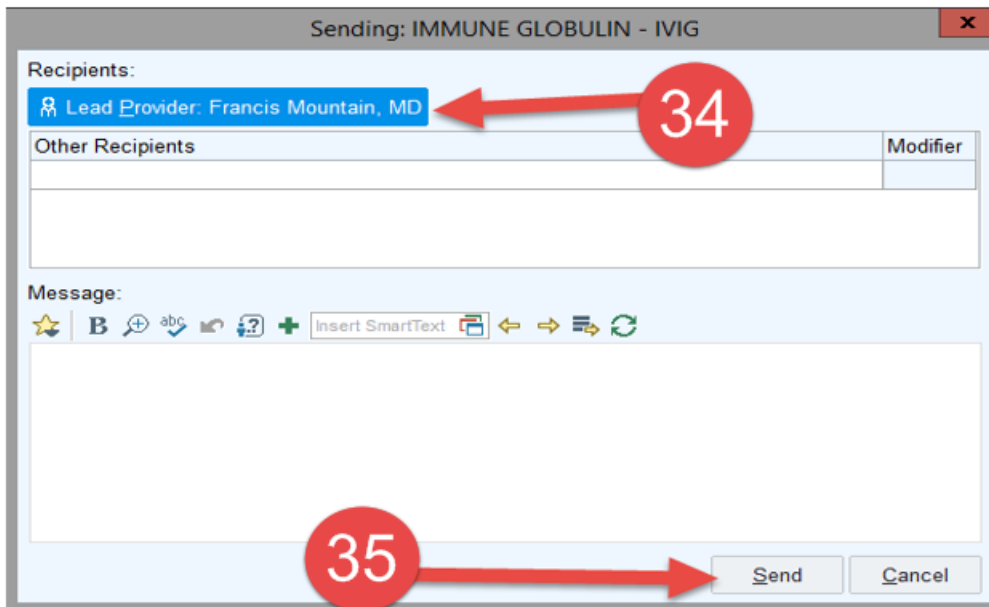 Sending: IMMUNE GLOBULIN - IVIG
x
Recipients:
Lead Provider: Francis Mountain, MD
34
Other Recipients Modifier
Message:
B abc Insert SmartText
35
Send Cancel